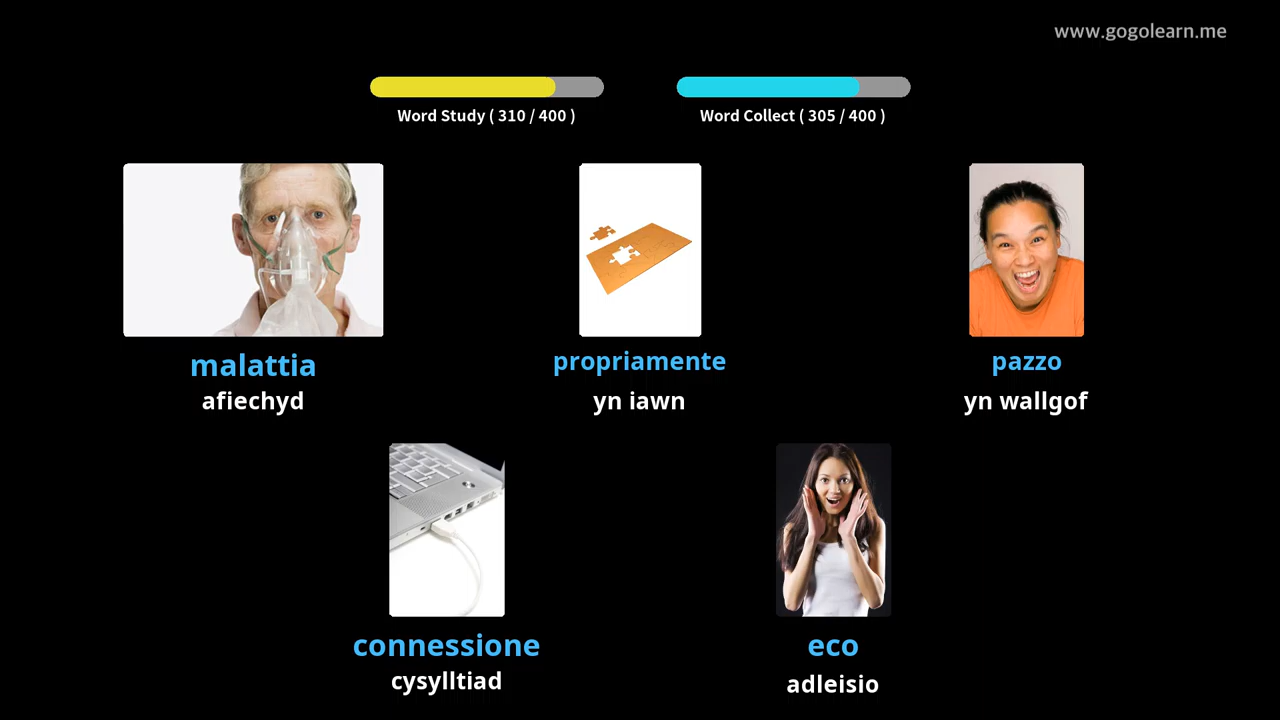 www.gogolearn.me
Word Study ( 310 / 400 )
Word Collect ( 305 / 400 )
malattia
afiechyd
propriamente
yn iawn
pazzo
yn wallgof
connessione
cysylltiad
eco
adleisio